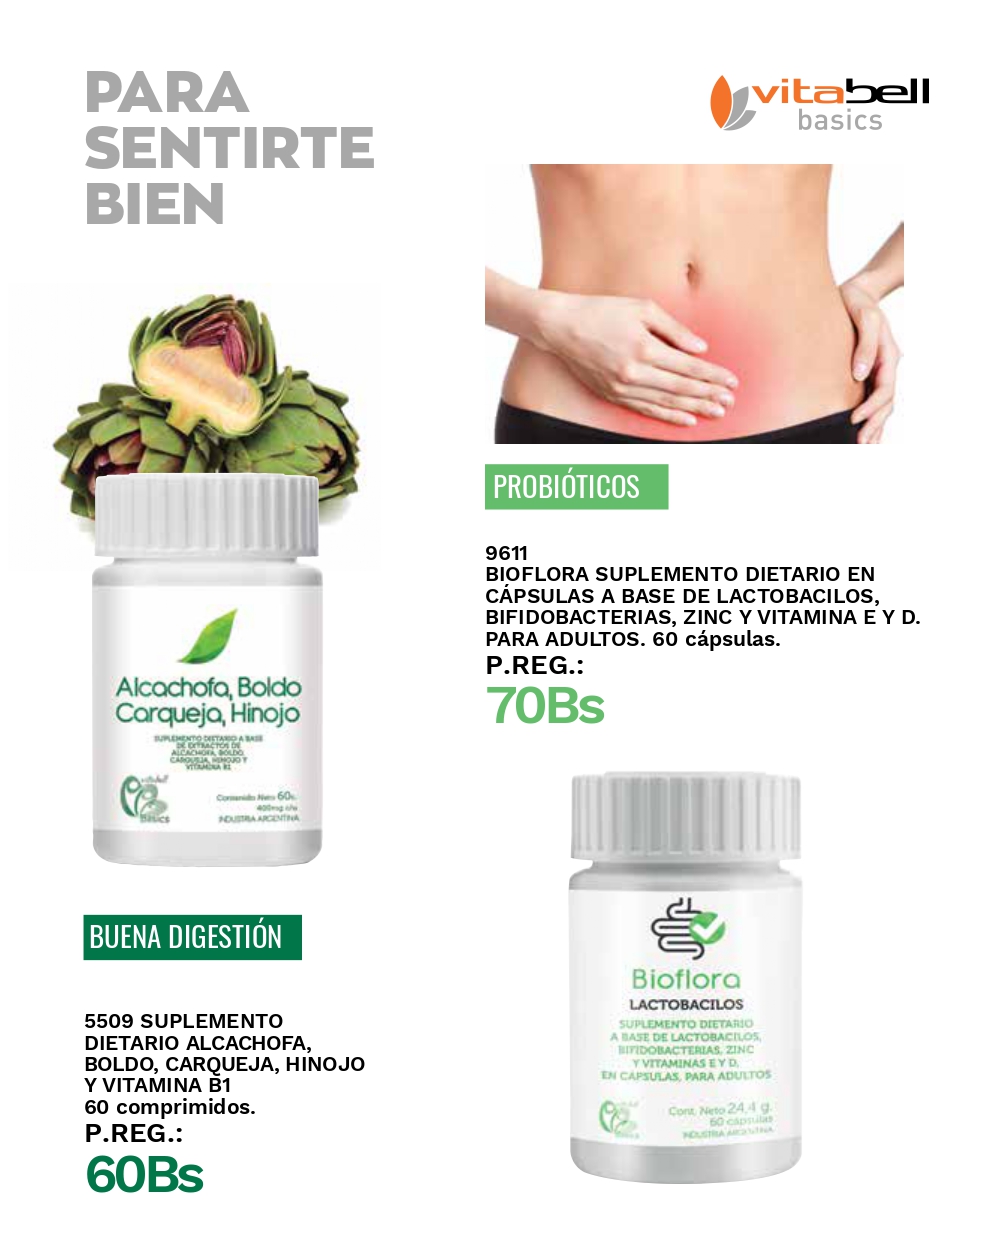 PARA
SENTIRTE
BIEN
vitabell
basics
Alcachofa, Boldo
Carqueja, Hinojo
SUPLEMENTO DIETARIO A BASE
DE EXTRACTOS DE
ALCACHOFA, BOLDO,
CARQUEJA, HINOJO Y
VITAMINA B1
vitabell
basics
Contenido Neto 60c.
400mg c/u
INDUSTRIA ARGENTINA
BUENA DIGESTIÓN
5509 SUPLEMENTO
DIETARIO ALCACHOFA,
BOLDO, CARQUEJA, HINOJO
Y VITAMINA B1
60 comprimidos.
P.REG.:
60Bs
PROBIÓTICOS
9611
BIOFLORA SUPLEMENTO DIETARIO EN
CÁPSULAS A BASE DE LACTOBACILOS,
BIFIDOBACTERIAS, ZINC Y VITAMINA E Y D.
PARA ADULTOS. 60 cápsulas.
P.REG.:
70Bs
Bioflora
LACTOBACILOS
SUPLEMENTO DIETARIO
A BASE DE LACTOBACILOS,
BIFIDOBACTERIAS, ZINC
Y VITAMINAS E Y D,
EN CÁPSULAS, PARA ADULTOS
Cont. Neto 24,4 g.
60 cápsulas
INDUSTRIA ARGENTINA